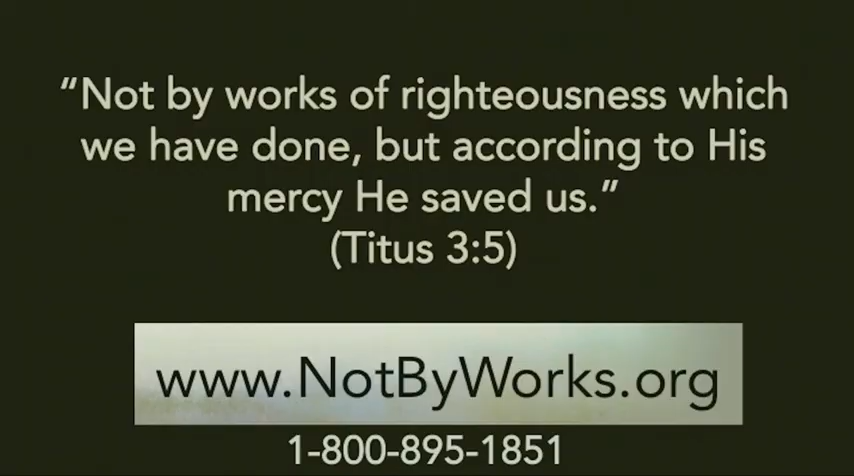 “Not by works of righteousness which
we have done, but according to His
mercy He saved us.”
(Titus 3:5)
www.NotByWorks.org
1-800-895-1851